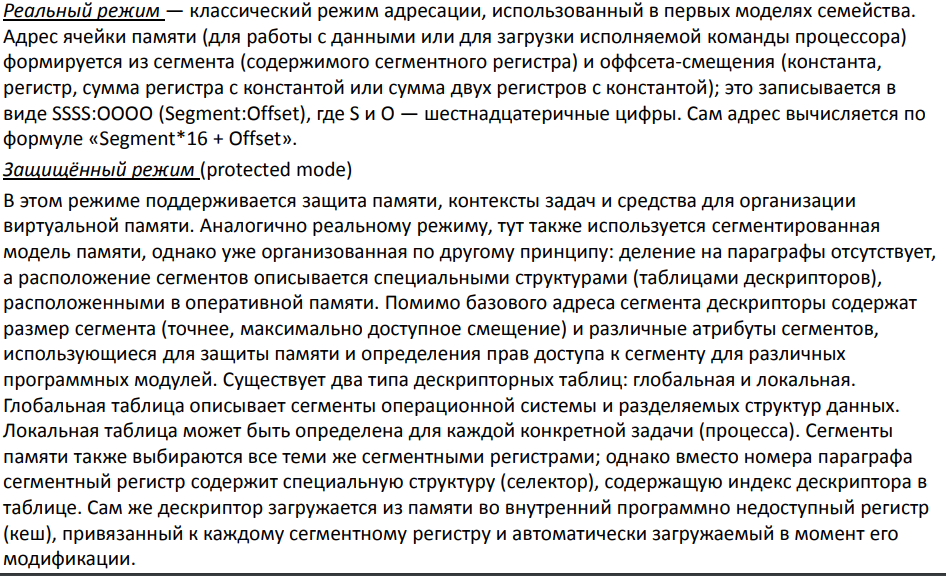 Реальный режим — классический режим адресации, использованный в первых моделях семейства.
Адрес ячейки памяти (для работы с данными или для загрузки исполняемой команды процессора)
формируется из сегмента (содержимого сегментного регистра) и оффсета-смещения (константа,
регистр, сумма регистра с константой или сумма двух регистров с константой); это записывается в
виде SSSS:OOOO (Segment:Offset), где S и O — шестнадцатеричные цифры. Сам адрес вычисляется по
формуле «Segment*16 + Offset».
Защищённый режим (protected mode)
В этом режиме поддерживается защита памяти, контексты задач и средства для организации
виртуальной памяти. Аналогично реальному режиму, тут также используется сегментированная
модель памяти, однако уже организованная по другому принципу: деление на параграфы отсутствует,
а расположение сегментов описывается специальными структурами (таблицами дескрипторов),
расположенными в оперативной памяти. Помимо базового адреса сегмента дескрипторы содержат
размер сегмента (точнее, максимально доступное смещение) и различные атрибуты сегментов,
использующиеся для защиты памяти и определения прав доступа к сегменту для различных
программных модулей. Существует два типа дескрипторных таблиц: глобальная и локальная.
Глобальная таблица описывает сегменты операционной системы и разделяемых структур данных.
Локальная таблица может быть определена для каждой конкретной задачи (процесса). Сегменты
памяти также выбираются все теми же сегментными регистрами; однако вместо номера параграфа
сегментный регистр содержит специальную структуру (селектор), содержащую индекс дескриптора в
таблице. Сам же дескриптор загружается из памяти во внутренний программно недоступный регистр
(кеш), привязанный к каждому сегментному регистру и автоматически загружаемый в момент его
модификации.